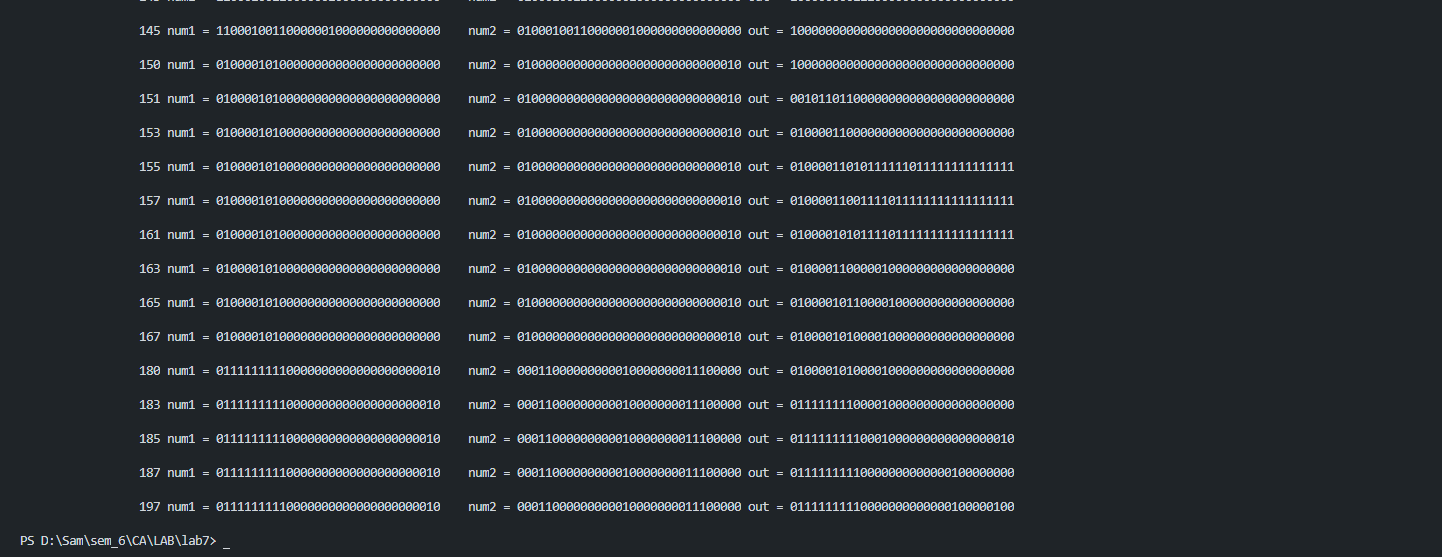 145 num1 = 11000100110000001000000000000000 num2 = 01000100110000001000000000000000 out = 10000000000000000000000000000000
150 num1 = 01000010100000000000000000000000 num2 = 01000000000000000000000000000010 out = 10000000000000000000000000000000
151 num1 = 01000010100000000000000000000000 num2 = 01000000000000000000000000000010 out = 00101101100000000000000000000000
153 num1 = 01000010100000000000000000000000 num2 = 01000000000000000000000000000010 out = 01000011000000000000000000000000
155 num1 = 01000010100000000000000000000000 num2 = 01000000000000000000000000000010 out = 01000011010111111011111111111111
157 num1 = 01000010100000000000000000000000 num2 = 01000000000000000000000000000010 out = 01000011001111011111111111111111
161 num1 = 01000010100000000000000000000000 num2 = 01000000000000000000000000000010 out = 01000010101111011111111111111111
163 num1 = 01000010100000000000000000000000 num2 = 01000000000000000000000000000010 out = 01000011000001000000000000000000
165 num1 = 01000010100000000000000000000000 num2 = 01000000000000000000000000000010 out = 01000010110000100000000000000000
167 num1 = 01000010100000000000000000000000 num2 = 01000000000000000000000000000010 out = 01000010100001000000000000000000
180 num1 = 01111111110000000000000000000010 num2 = 00011000000000010000000011100000 out = 01000010100001000000000000000000
183 num1 = 01111111110000000000000000000010 num2 = 00011000000000010000000011100000 out = 01111111100001000000000000000000
185 num1 = 01111111110000000000000000000010 num2 = 00011000000000010000000011100000 out = 01111111110001000000000000000010
187 num1 = 01111111110000000000000000000010 num2 = 00011000000000010000000011100000 out = 01111111110000000000000100000000
197 num1 = 01111111110000000000000000000010 num2 = 00011000000000010000000011100000 out = 01111111110000000000000100000100
PS D:\Sam\sem_6\CA\LAB\lab7> _